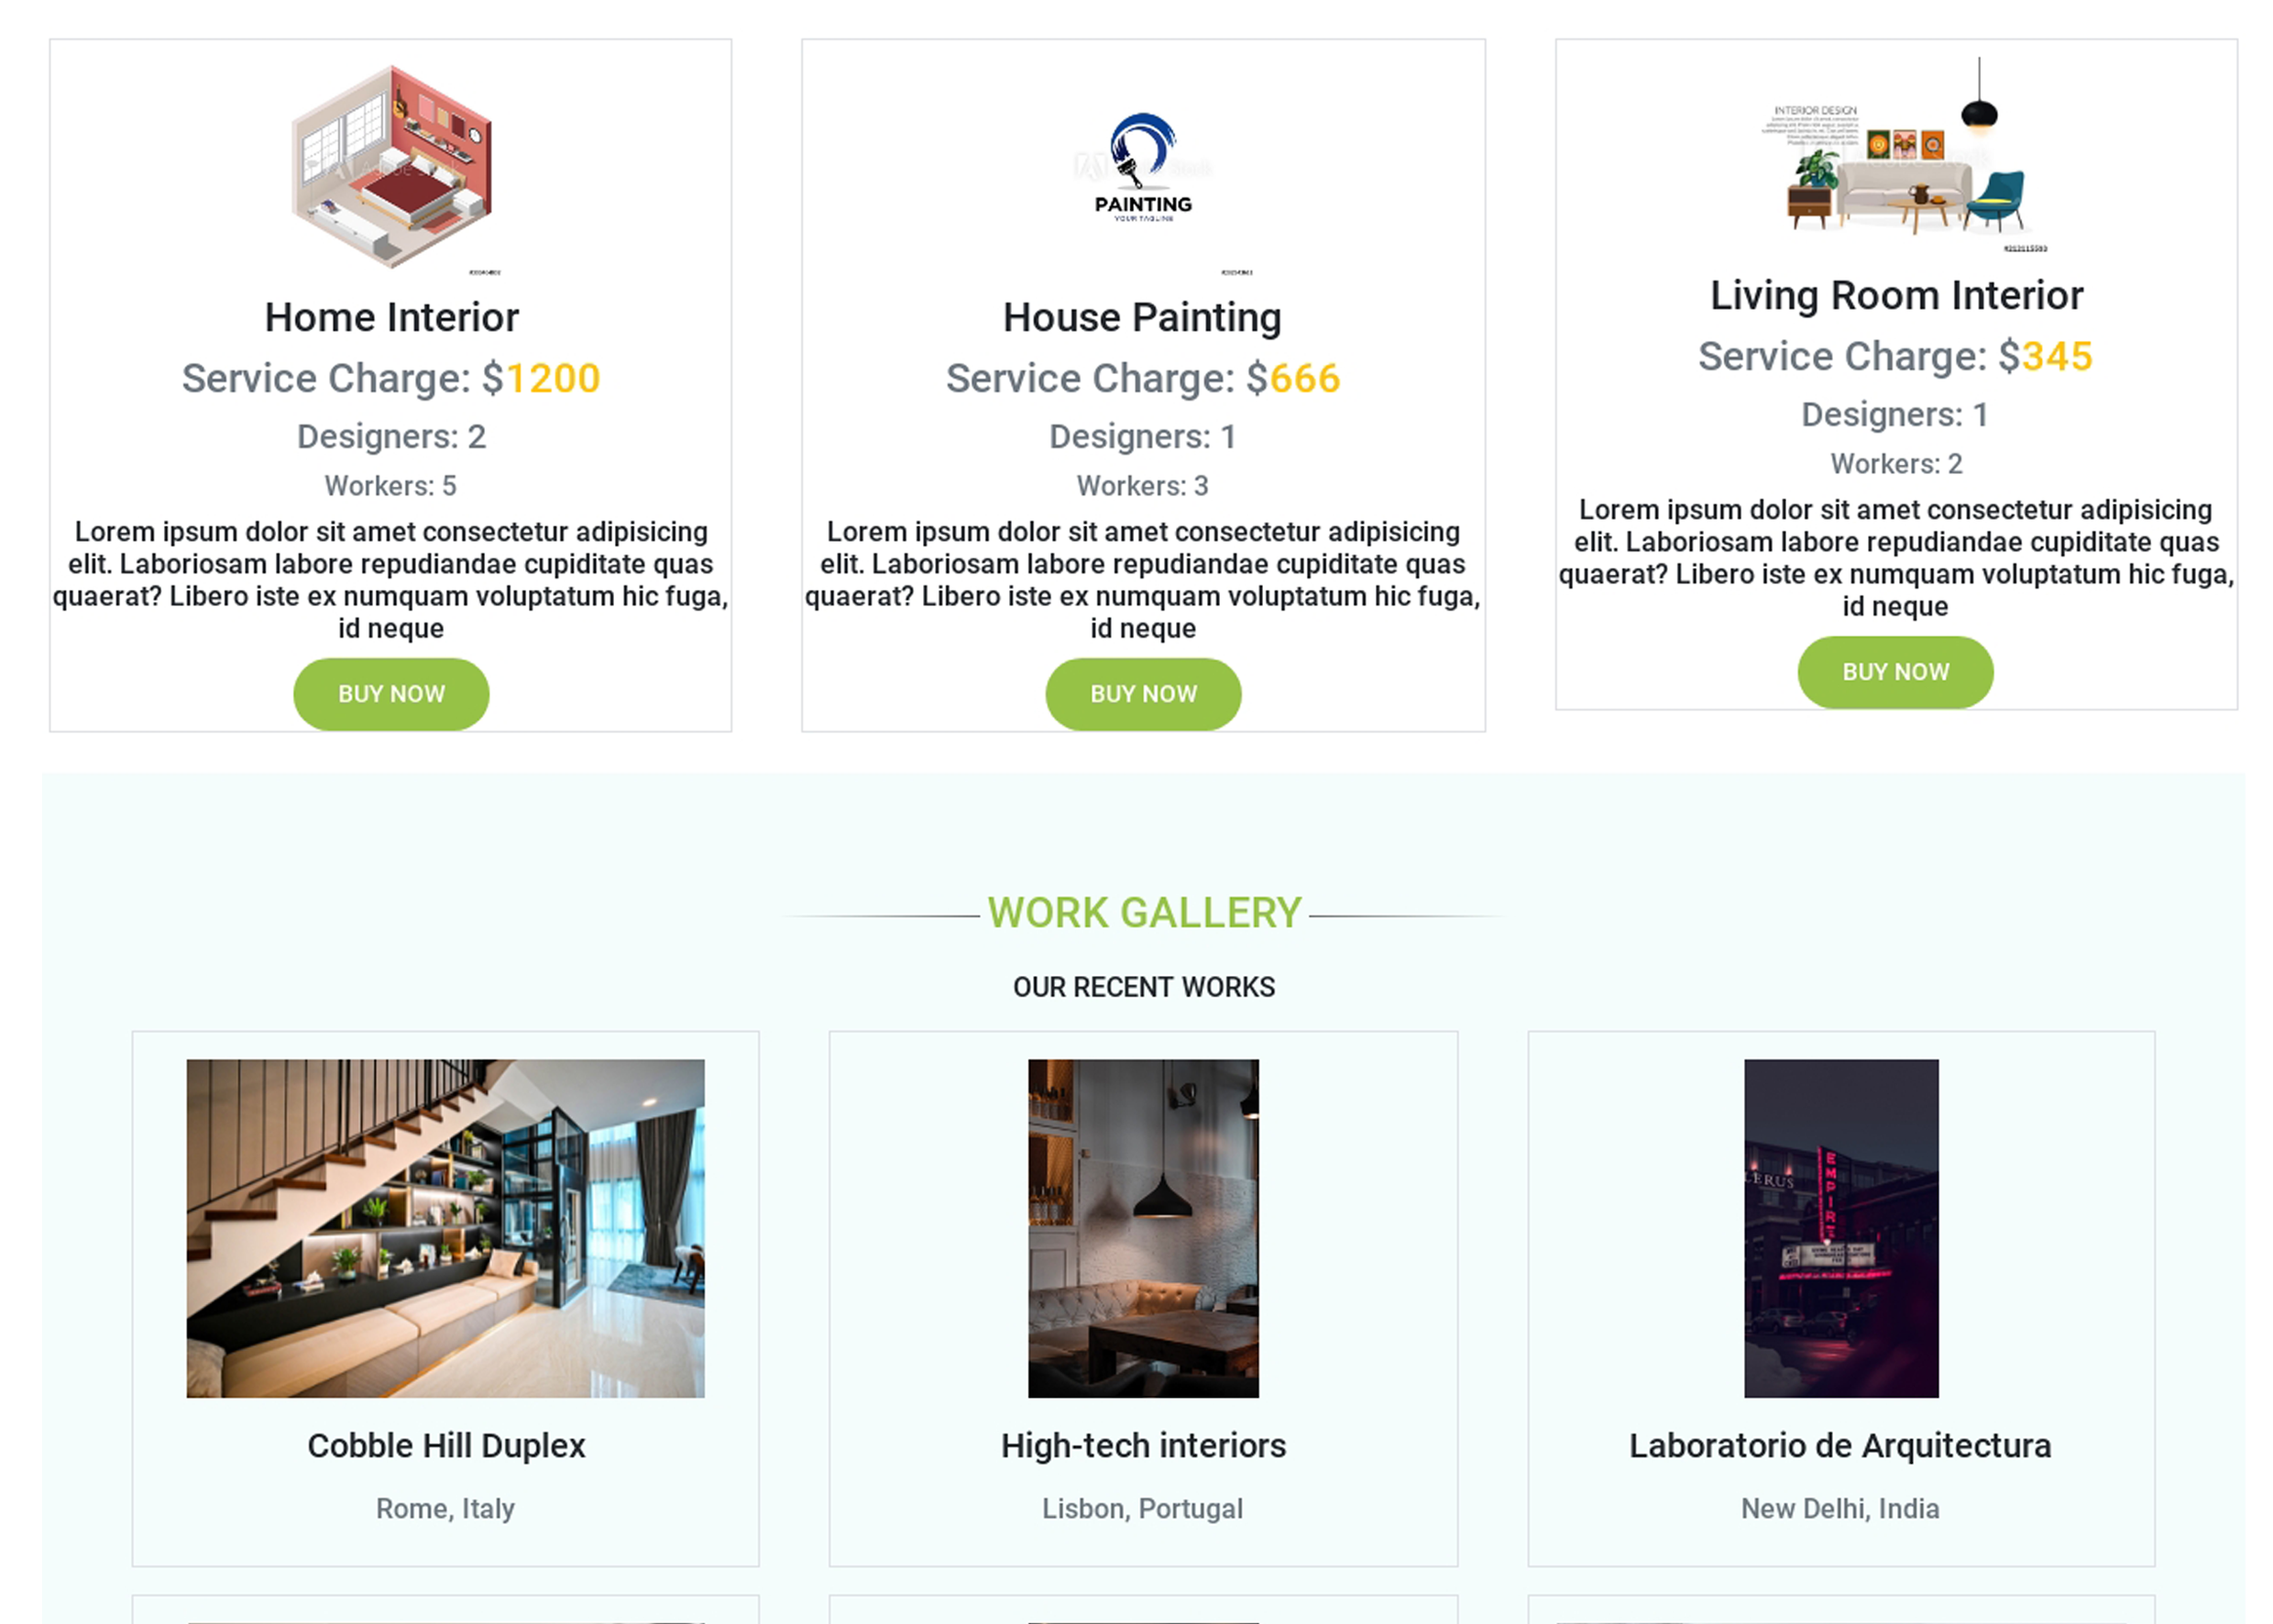 Home Interior
Service Charge: $1200
Designers: 2
Workers: 5
Lorem ipsum dolor sit amet consectetur adipisicing
elit. Laboriosam labore repudiandae cupiditate quas
quaerat? Libero iste ex numquam voluptatum hic fuga,
id neque
BUY NOW
PAINTING
YOUR TAGLINE
House Painting
Service Charge: $666
Designers: 1
Workers: 3
Lorem ipsum dolor sit amet consectetur adipisicing
elit. Laboriosam labore repudiandae cupiditate quas
quaerat? Libero iste ex numquam voluptatum hic fuga,
id neque
BUY NOW
INTERIOR DESIGN
Living Room Interior
Service Charge: $345
Designers: 1
Workers: 2
Lorem ipsum dolor sit amet consectetur adipisicing
elit. Laboriosam labore repudiandae cupiditate quas
quaerat? Libero iste ex numquam voluptatum hic fuga,
id neque
BUY NOW
WORK GALLERY
OUR RECENT WORKS
Cobble Hill Duplex
Rome, Italy
High-tech interiors
Lisbon, Portugal
LERUS
EMPIRE
Laboratorio de Arquitectura
New Delhi, India